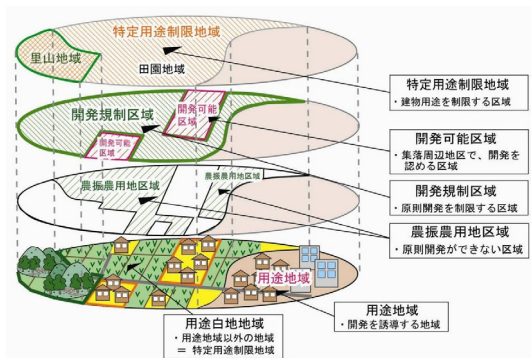 特定用途制限地域
里山地域
田園地域
特定用途制限地域
・建物用途を制限する区域
開発規制区域
開発可能
区域
開発可能
区域
開発可能区域
・集落周辺地区で、開発を
認める区域
開発規制区域
・原則開発を制限する区域
農振農用地区域
農振農用地区域
農振農用地区域
・原則開発ができない区域
用途地域
用途白地地域
・用途地域以外の地域
= 特定用途制限地域
用途地域
・開発を誘導する地域